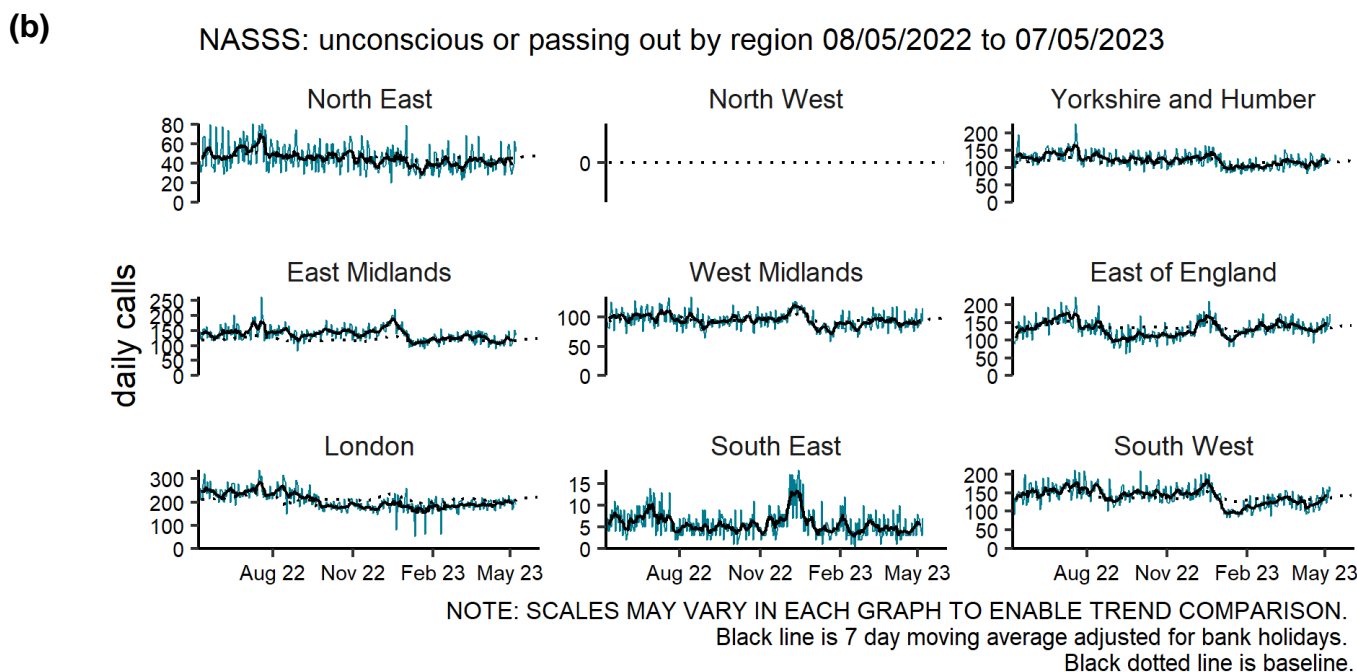 (b)
NASSS: unconscious or passing out by region 08/05/2022 to 07/05/2023
North East
North West
Yorkshire and Humber
80
60
40
20
0
0
200
150
100
50
0
East Midlands
West Midlands
East of England
daily calls
250
200
150
100
50
0
100
50
0
200
150
100
50
0
London
South East
South West
300
200
100
0
15
10
5
0
200
150
100
50
0
Aug 22 Nov 22 Feb 23 May 23
Aug 22 Nov 22 Feb 23 May 23
Aug 22 Nov 22 Feb 23 May 23
NOTE: SCALES MAY VARY IN EACH GRAPH TO ENABLE TREND COMPARISON.
Black line is 7 day moving average adjusted for bank holidays.
Black dotted line is baseline.